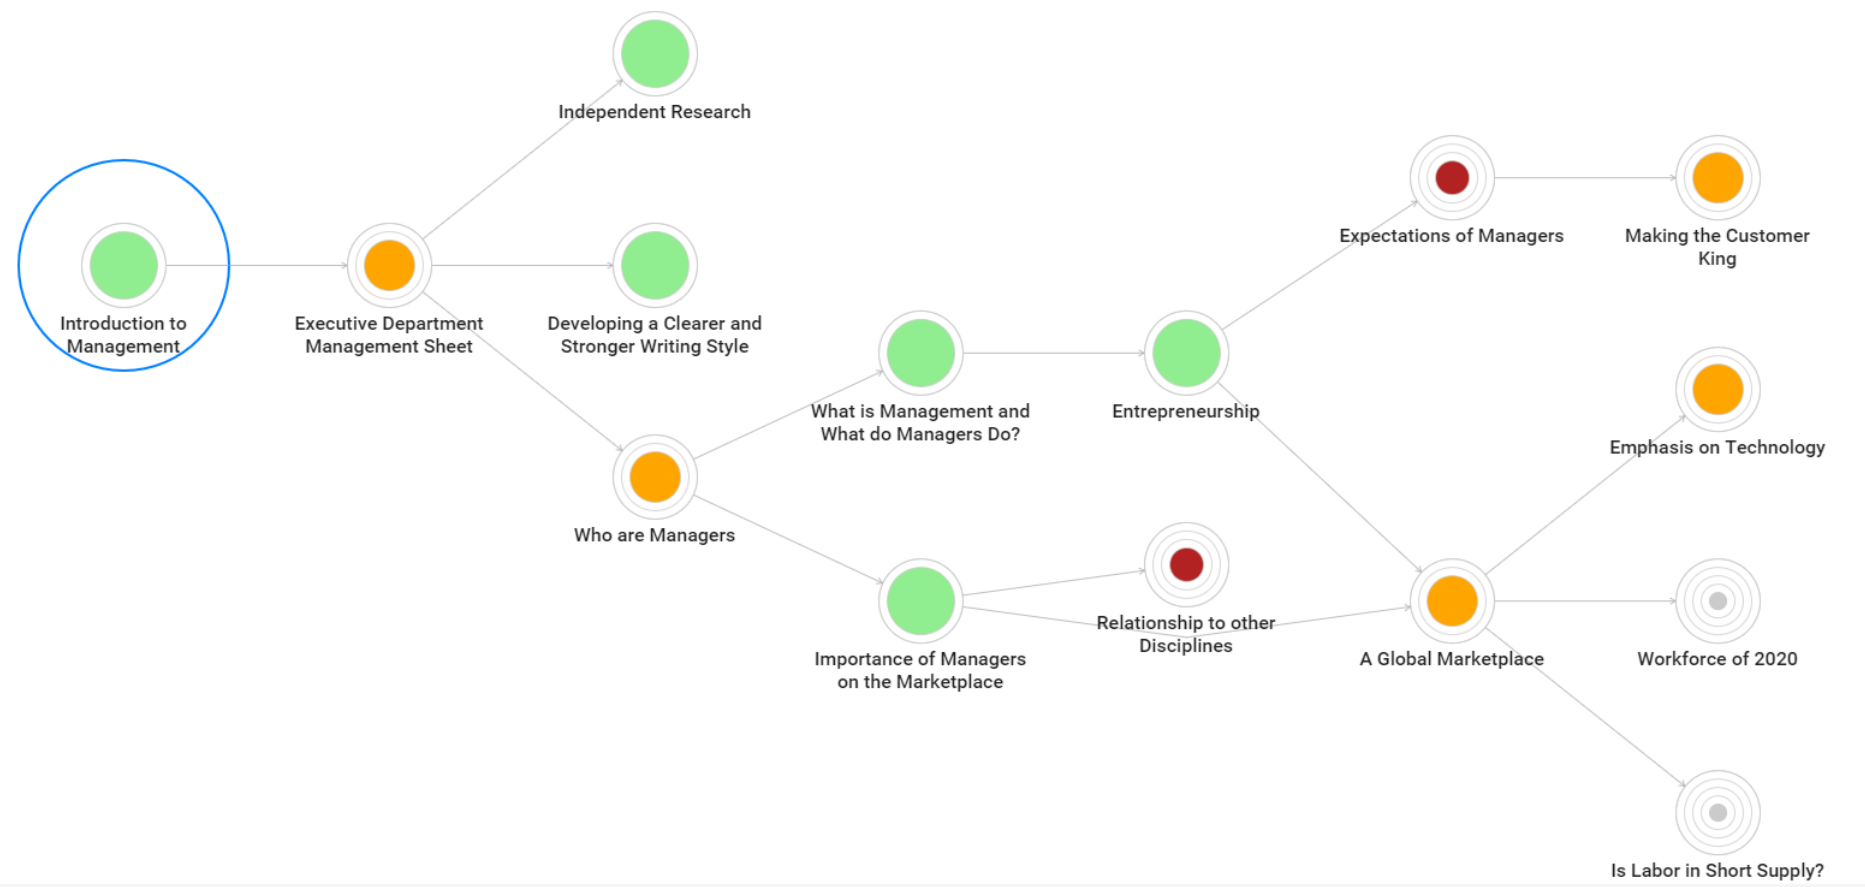 Independent Research
Introduction to
Management
Executive Department
Management Sheet
Developing a Clearer and
Stronger Writing Style
Who are Managers
What is Management and
What do Managers Do?
Importance of Managers
on the Marketplace
Entrepreneurship
Relationship to other
Disciplines
Expectations of Managers
Making the Customer
King
A Global Marketplace
Emphasis on Technology
Workforce of 2020
Is Labor in Short Supply?